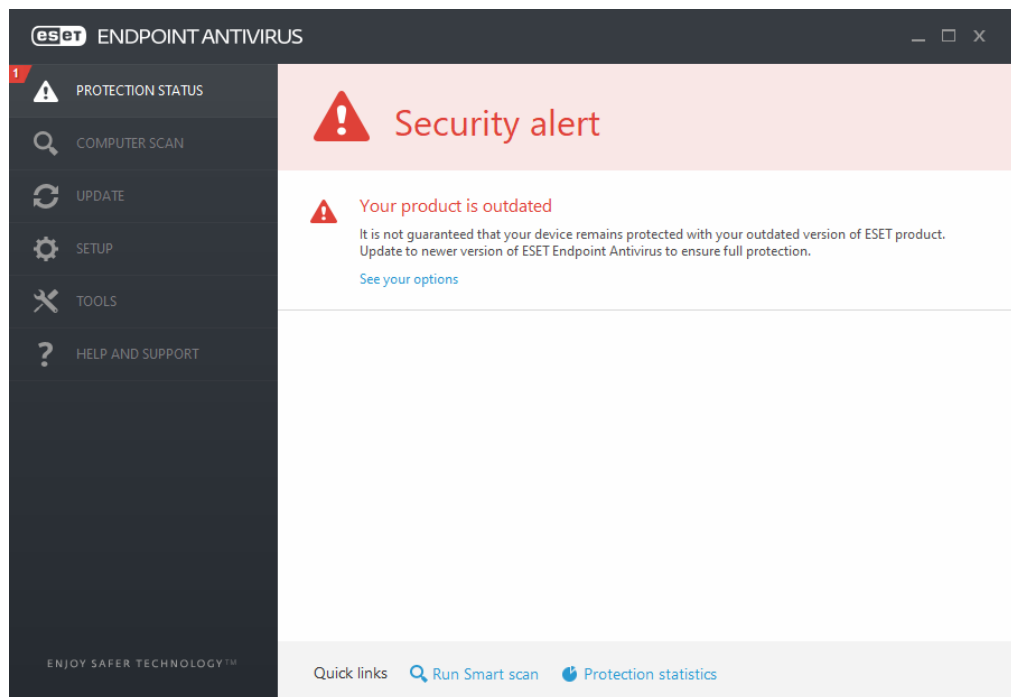 eset ENDPOINT ANTIVIRUS
1
PROTECTION STATUS
COMPUTER SCAN
UPDATE
SETUP
TOOLS
HELP AND SUPPORT
ENJOY SAFER TECHNOLOGY™
Security alert
Your product is outdated
It is not guaranteed that your device remains protected with your outdated version of ESET product.
Update to newer version of ESET Endpoint Antivirus to ensure full protection.
See your options
Quick links Run Smart scan Protection statistics